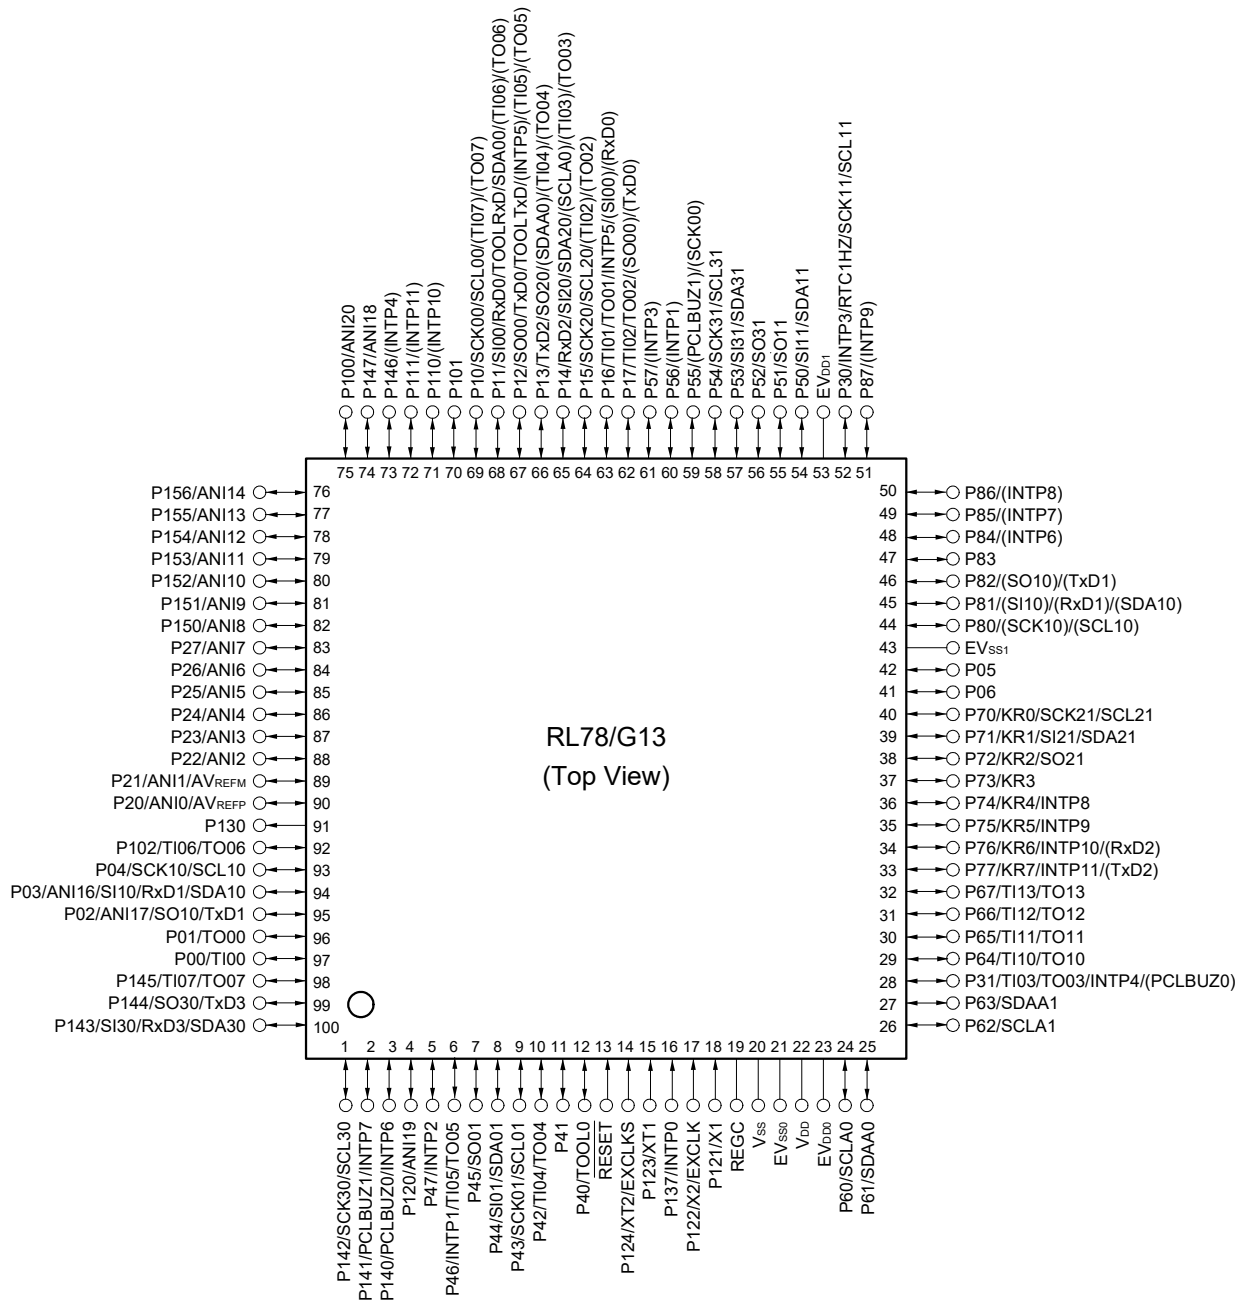 P100/ANI20
P147/ANI18
P146/(INTP4)
P111/(INTP11)
P110/(INTP10)
P101
P10/SCK00/SCL00/(TI07)/(TO07)
P11/SI00/RxD0/TOOLRxD/SDA00/(TI06)/(TO06)
P12/SO00/TxD0/TOOLTxD/(INTP5)/(TI05)/(TO05)
P13/TxD2/SO20/(SDAA0)/(TI04)/(TO04)
P14/RxD2/SI20/SDA20/(SCLA0)/(TI03)/(TO03)
P15/SCK20/SCL20/(TI02)/(TO02)
P16/TI01/TO01/INTP5/(SI00)/(RxD0)
P17/TI02/TO02/(SO00)/(TxD0)
P57/(INTP3)
P56/(INTP1)
P55/(PCLBUZ1)/(SCK00)
P54/SCK31/SCL31
P53/SI31/SDA31
P52/SO31
P51/SO11
P50/SI11/SDA11
EVDD1
P30/INTP3/RTC1HZ/SCK11/SCL11
P87/(INTP9)
75 74 73 72 71 70 69 68 67 66 65 64 63 62 61 60 59 58 57 56 55 54 53 52 51
P156/ANI14 76
P155/ANI13 77
P154/ANI12 78
P153/ANI11 79
P152/ANI10 80
P151/ANI9 81
P150/ANI8 82
P27/ANI7 83
P26/ANI6 84
P25/ANI5 85
P24/ANI4 86
P23/ANI3 87
P22/ANI2 88
P21/ANI1/AVREFM 89
P20/ANI0/AVREFP 90
P130 91
P102/TI06/TO06 92
P04/SCK10/SCL10 93
P03/ANI16/SI10/RxD1/SDA10 94
P02/ANI17/SO10/TxD1 95
P01/TO00 96
P00/TI00 97
P145/TI07/TO07 98
P144/SO30/TxD3 99
P143/SI30/RxD3/SDA30 100
RL78/G13
(Top View)
50 P86/(INTP8)
49 P85/(INTP7)
48 P84/(INTP6)
47 P83
46 P82/(SO10)/(TxD1)
45 P81/(SI10)/(RxD1)/(SDA10)
44 P80/(SCK10)/(SCL10)
43 EVSS1
42 P05
41 P06
40 P70/KR0/SCK21/SCL21
39 P71/KR1/SI21/SDA21
38 P72/KR2/SO21
37 P73/KR3
36 P74/KR4/INTP8
35 P75/KR5/INTP9
34 P76/KR6/INTP10/(RxD2)
33 P77/KR7/INTP11/(TxD2)
32 P67/TI13/TO13
31 P66/TI12/TO12
30 P65/TI11/TO11
29 P64/TI10/TO10
28 P31/TI03/TO03/INTP4/(PCLBUZ0)
27 P63/SDAA1
26 P62/SCLA1
1 2 3 4 5 6 7 8 9 10 11 12 13 14 15 16 17 18 19 20 21 22 23 24 25
P142/SCK30/SCL30
P141/PCLBUZ1/INTP7
P140/PCLBUZ0/INTP6
P120/ANI19
P47/INTP2
P46/INTP1/TI05/TO05
P45/SO01
P44/SI01/SDA01
P43/SCK01/SCL01
P42/TI04/TO04
P41
P40/TOOL0
RESET
P124/XT2/EXCLKS
P123/XT1
P137/INTP0
P122/X2/EXCLK
P121/X1
REGC
VSS
EVSS0
VDD
EVDD0
P60/SCLA0
P61/SDAA0